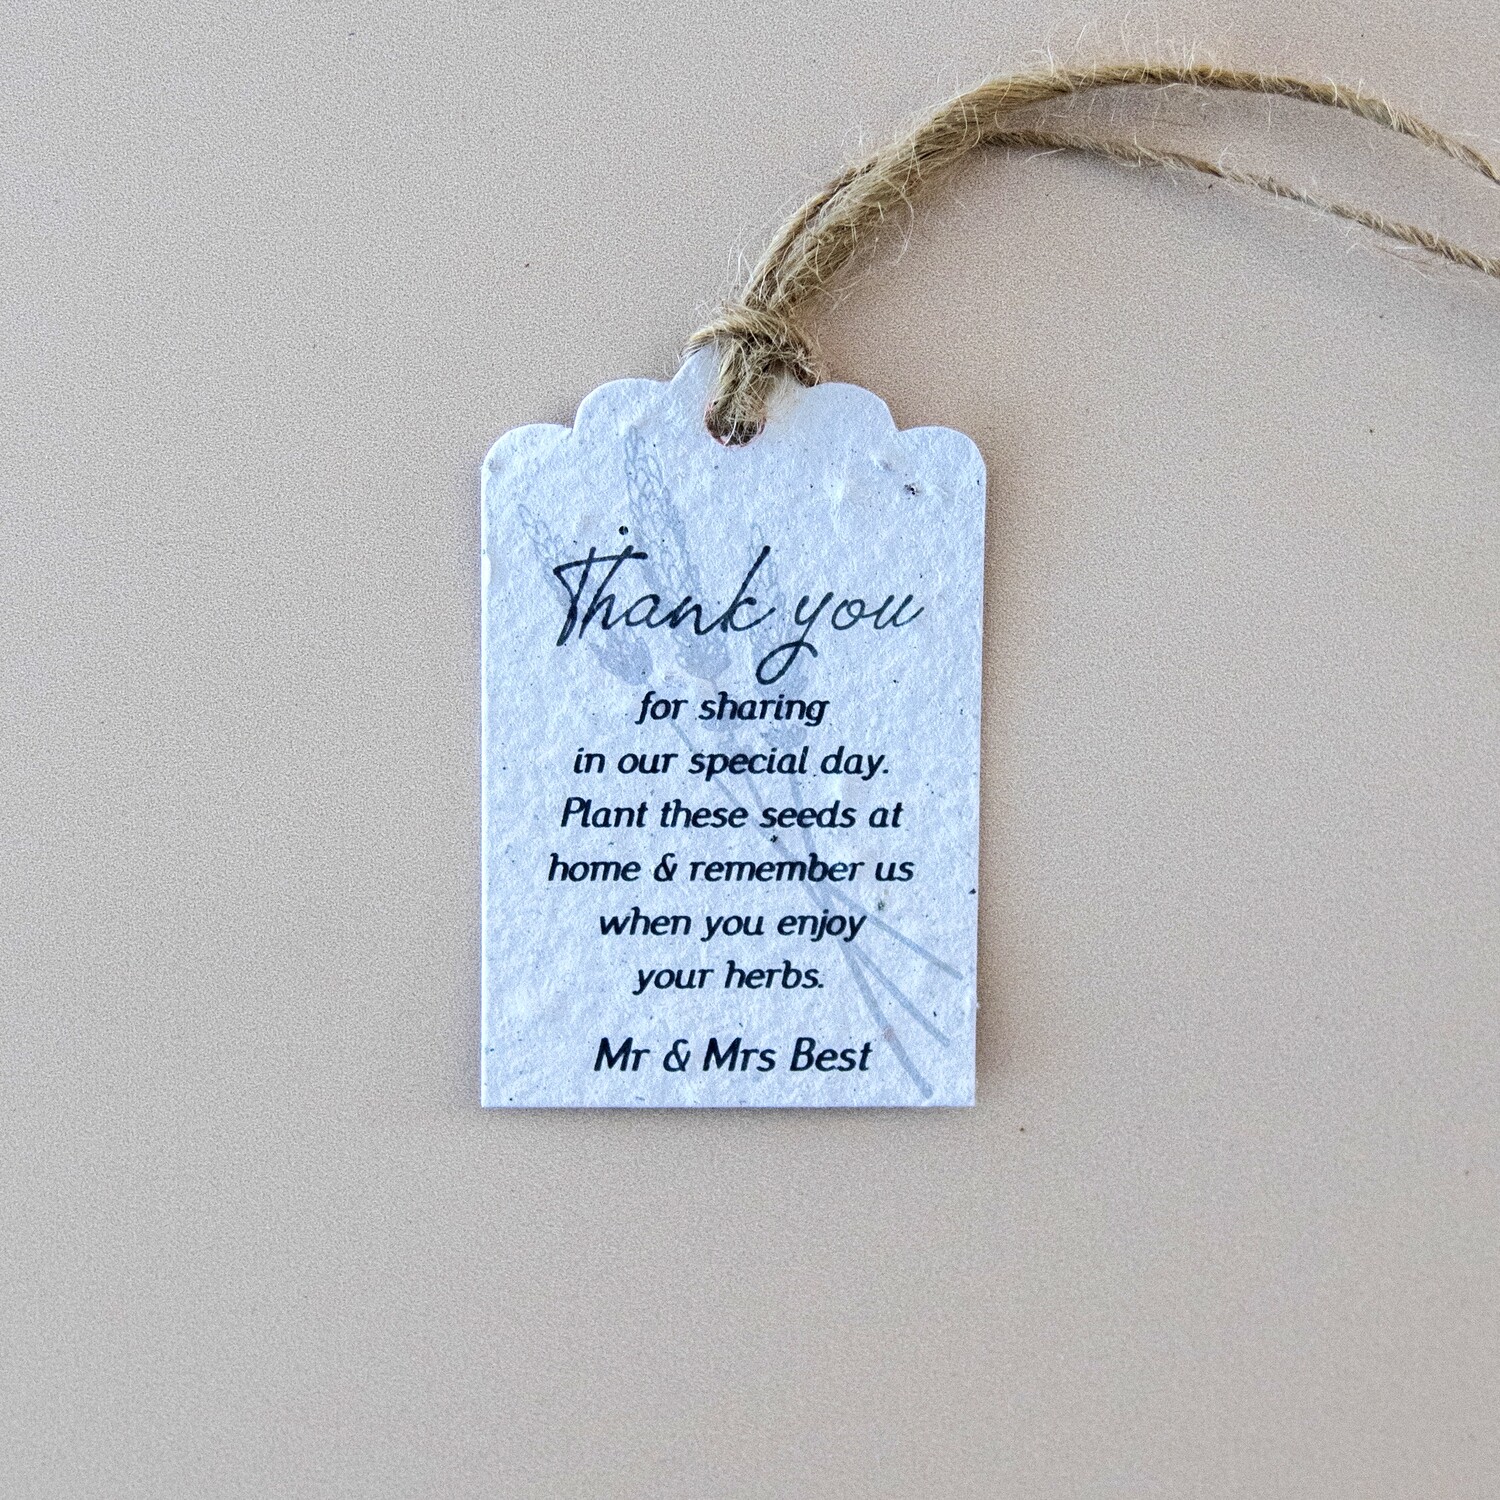 Thank you
for sharing
in our special day.
Plant these seeds at
home & remember us
when you enjoy
your herbs.
Mr & Mrs Best